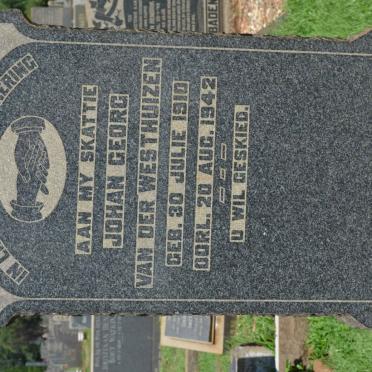 AAN MY SKATTIE
JOHAN GEORG
VAN DER WESTHUIZEN
GEB. 30 JULIE 1910
OORL. 20 AUG. 1942
U WIL GESKIED.